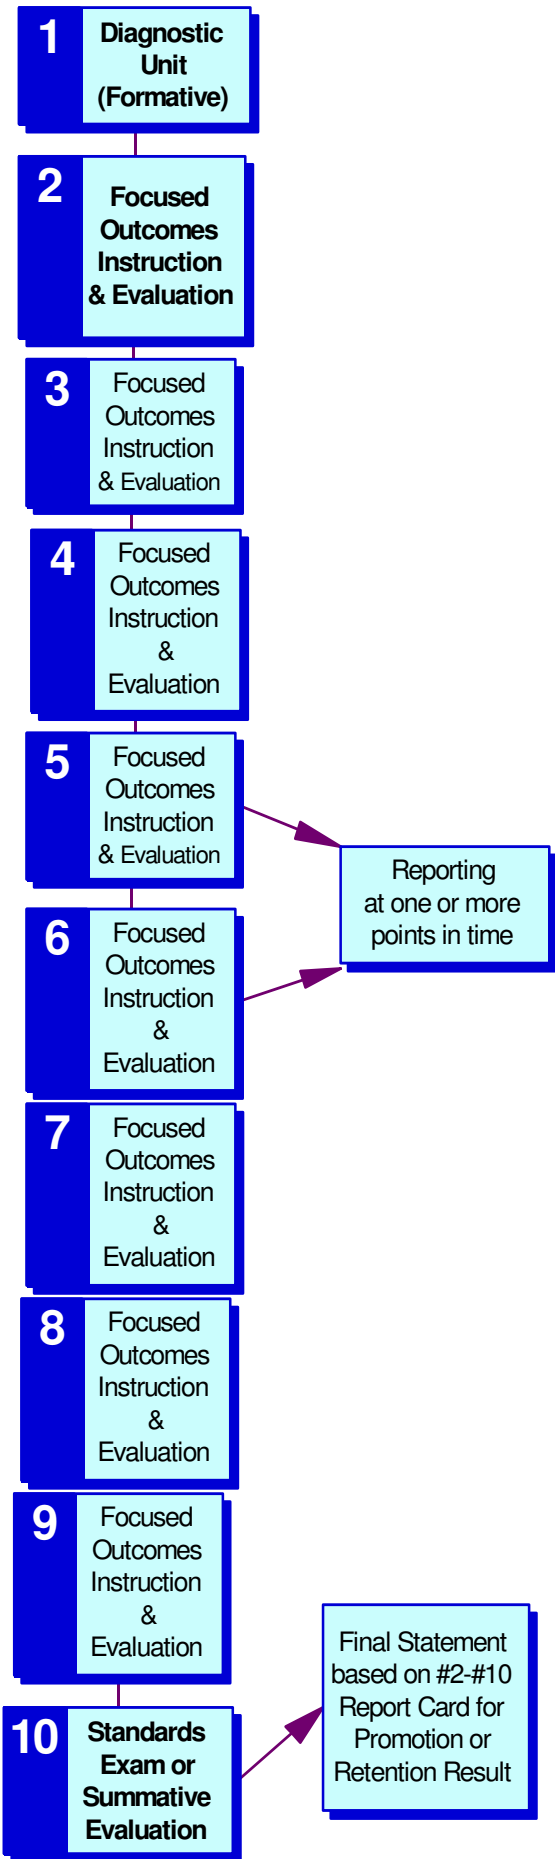 1
Diagnostic
Unit
(Formative)
2
Focused
Outcomes
Instruction
& Evaluation
3
Focused
Outcomes
Instruction
& Evaluation
4
Focused
Outcomes
Instruction
&
Evaluation
5
Focused
Outcomes
Instruction
& Evaluation
Reporting
at one or more
points in time
6
Focused
Outcomes
Instruction
&
Evaluation
7
Focused
Outcomes
Instruction
&
Evaluation
8
Focused
Outcomes
Instruction
&
Evaluation
9
Focused
Outcomes
Instruction
&
Evaluation
10
Standards
Exam or
Summative
Evaluation
Final Statement
based on #2-#10
Report Card for
Promotion or
Retention Result